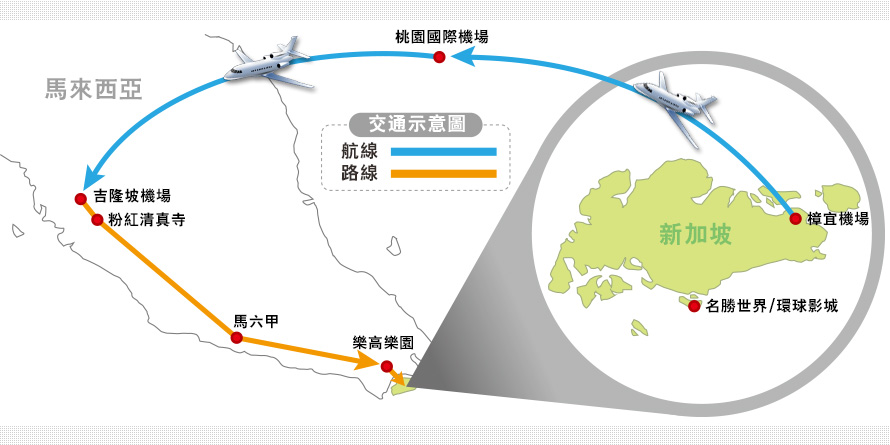 桃園國際機場
馬來西亞
交通示意圖
航線
路線
吉隆坡機場
粉紅清真寺
樟宜機場
新加坡
名勝世界/環球影城
馬六甲
樂高樂園